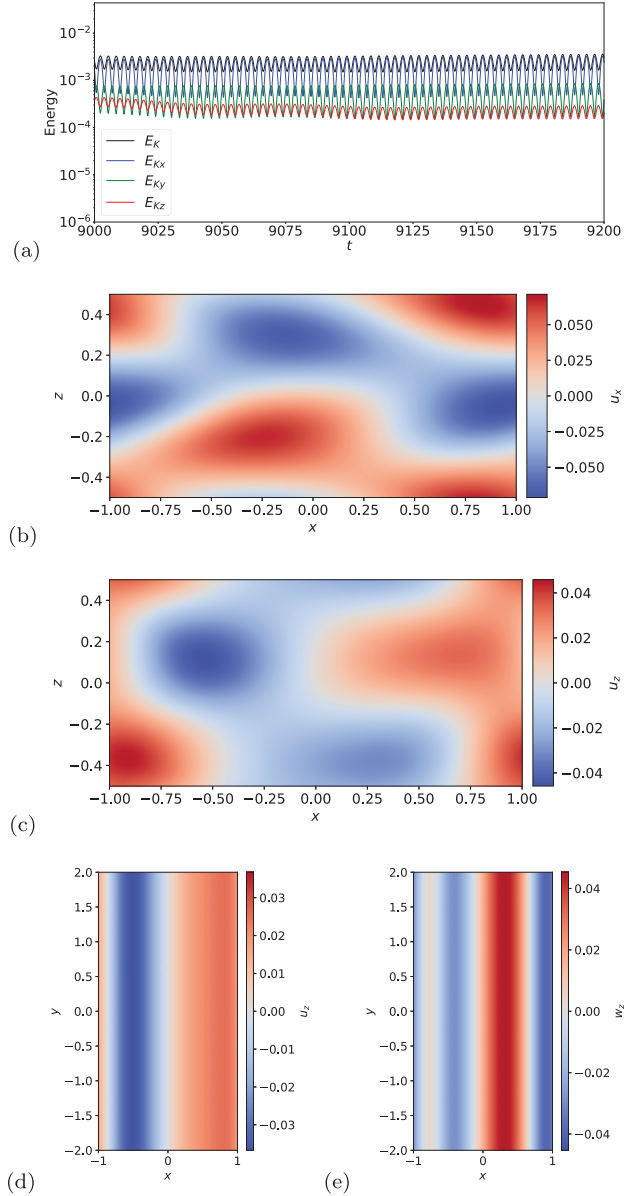 10⁻²
10⁻³
10⁻⁴
10⁻⁵
10⁻⁶
Energy
E_K
E_{Kx}
E_{Ky}
E_{Kz}
9000 9025 9050 9075 9100 9125 9150 9175 9200
t
(a)
0.4
0.2
0.0
−0.2
−0.4
z
−1.00 −0.75 −0.50 −0.25 0.00 0.25 0.50 0.75 1.00
x
0.050
0.025
0.000
−0.025
−0.050
u_x
(b)
0.4
0.2
0.0
−0.2
−0.4
z
−1.00 −0.75 −0.50 −0.25 0.00 0.25 0.50 0.75 1.00
x
0.04
0.02
0.00
−0.02
−0.04
u_z
(c)
2.0
1.5
1.0
0.5
0.0
−0.5
−1.0
−1.5
−2.0
y
−1 0 1
x
0.03
0.02
0.01
0.00
−0.01
−0.02
−0.03
u_z
(d)
2.0
1.5
1.0
0.5
0.0
−0.5
−1.0
−1.5
−2.0
y
−1 0 1
x
0.04
0.02
0.00
−0.02
−0.04
w_z
(e)